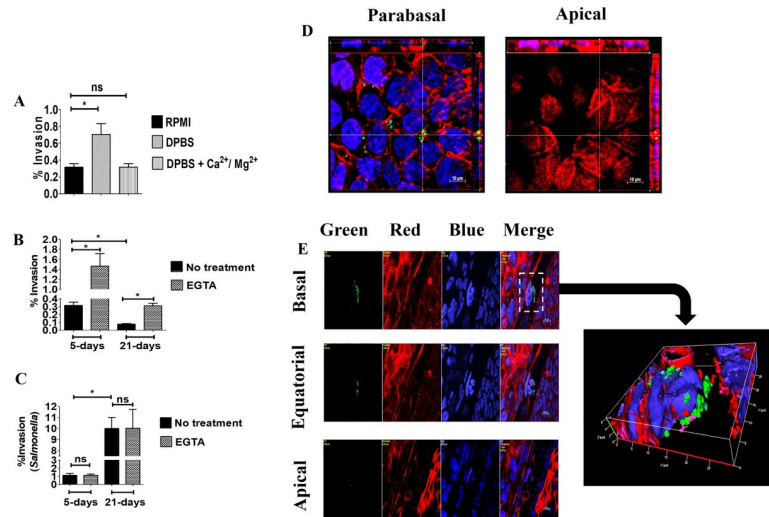 A
ns
*
% Invasion
1.0
0.8
0.6
0.4
0.2
0.0
RPMI
DPBS
DPBS + Ca²⁺/ Mg²⁺
B
*
*
*
% Invasion
2.0
1.8
1.6
1.4
1.2
1.0
0.8
0.6
0.4
0.3
0.2
0.1
0.0
No treatment
EGTA
5-days
21-days
C
*
ns
ns
%Invasion
(Salmonella)
12
11
10
9
8
7
6
5
4
3
2
1
0
No treatment
EGTA
5-days
21-days
D
Parabasal
Apical
10 µm
10 µm
E
Green
Red
Blue
Merge
Basal
Equatorial
Apical